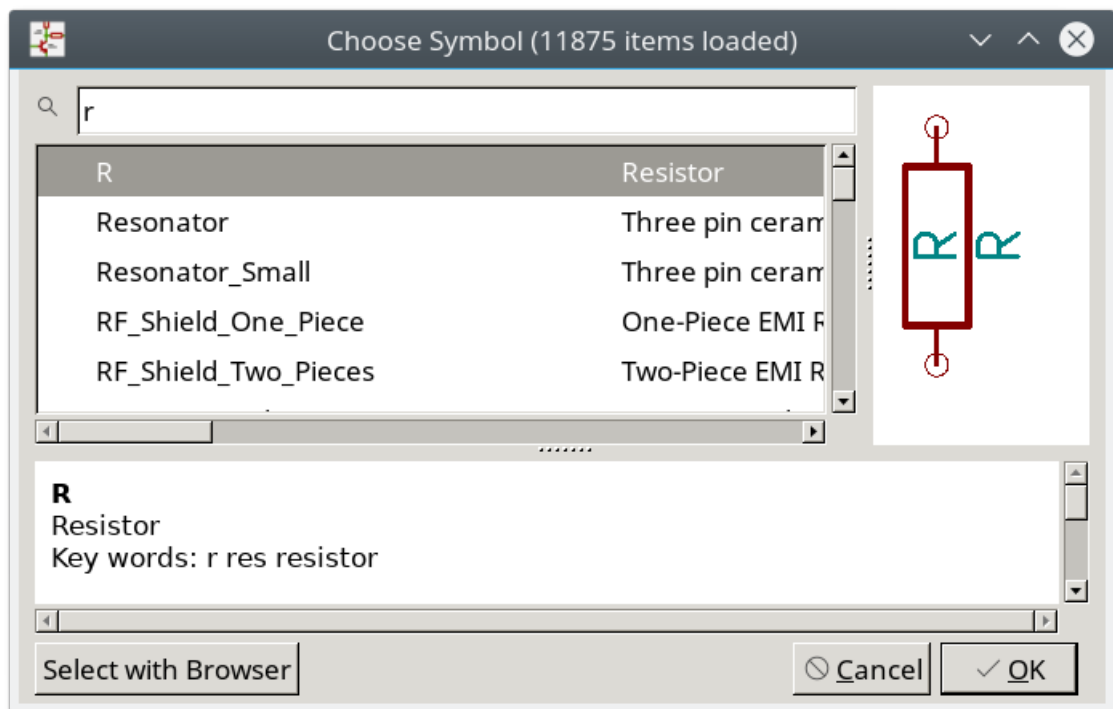 Choose Symbol (11875 items loaded)
r
R Resistor
Resonator Three pin ceram
Resonator_Small Three pin ceram
RF_Shield_One_Piece One-Piece EMI R
RF_Shield_Two_Pieces Two-Piece EMI R
R R
R
Resistor
Key words: r res resistor
Select with Browser Cancel OK